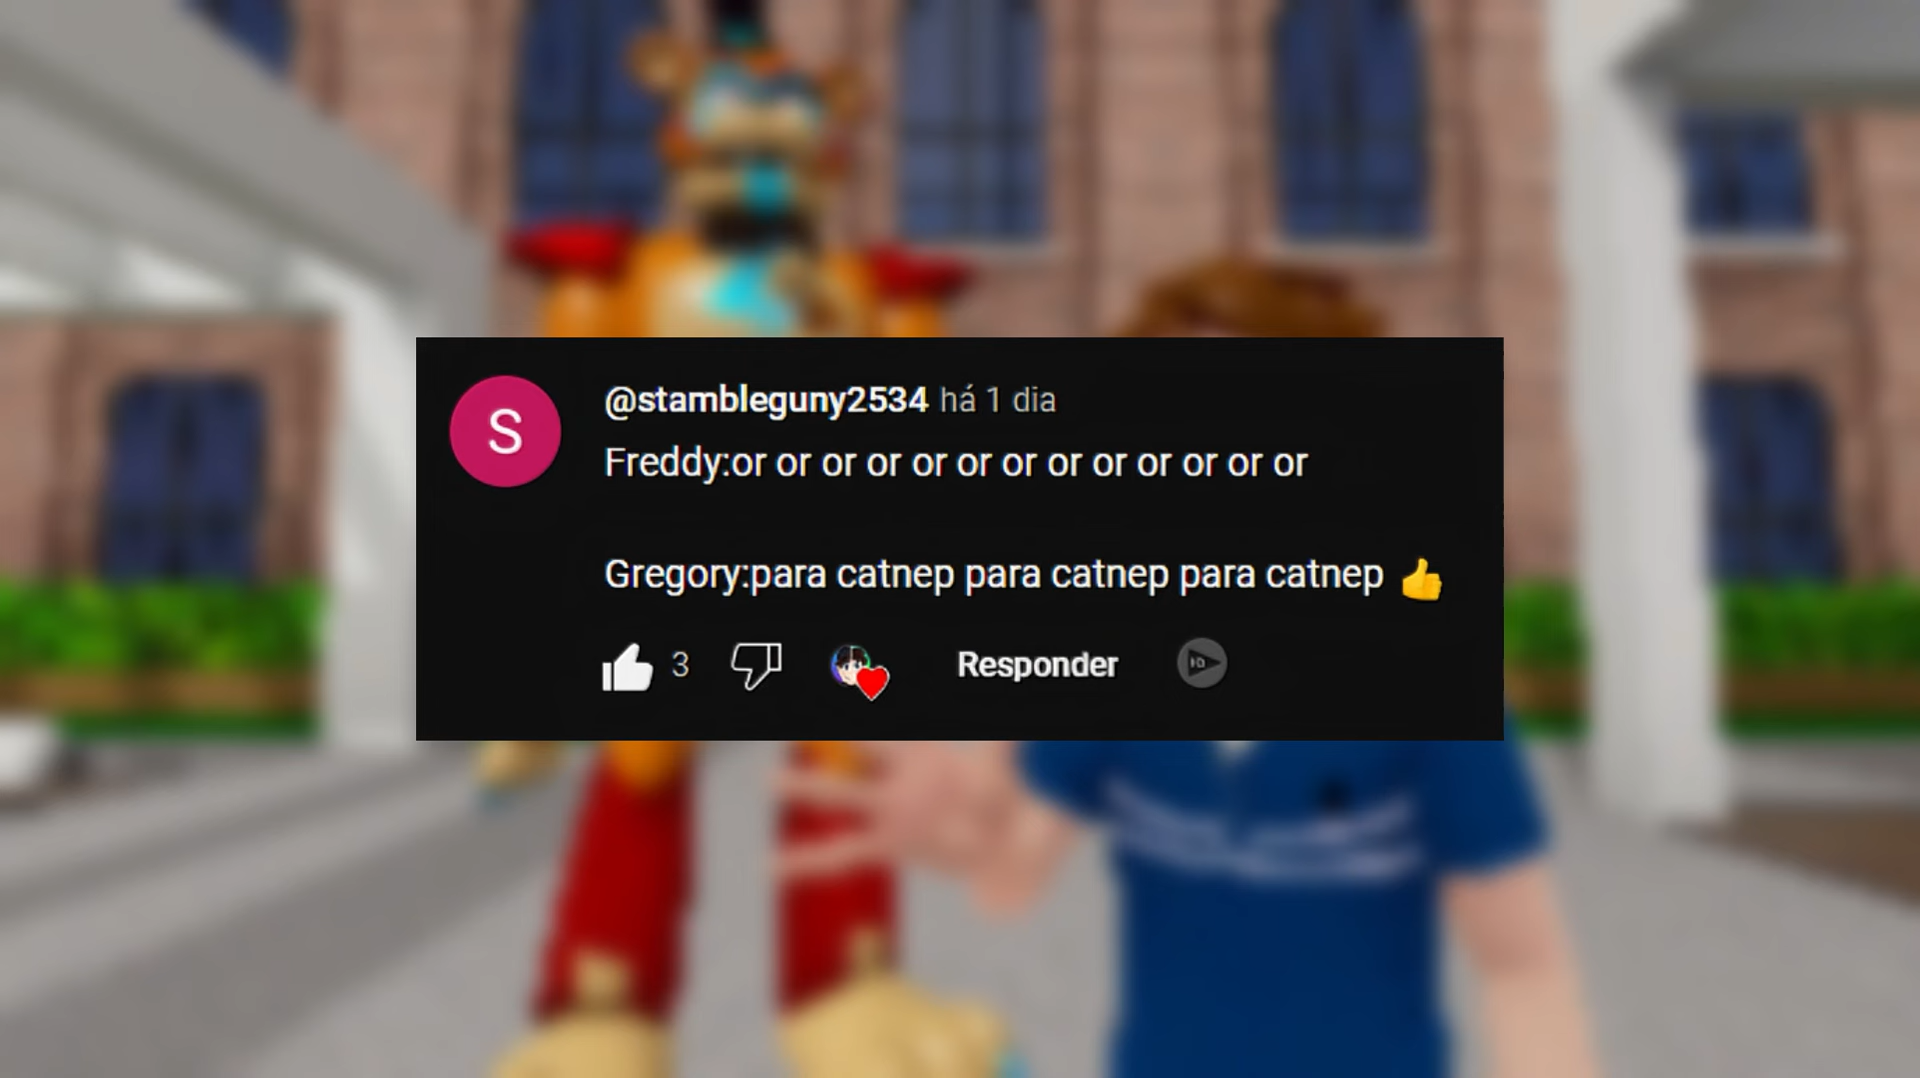 S
@stambleguny2534 há 1 dia
Freddy:or or or or or or or or or or or or or
Gregory:para catnep para catnep para catnep 👍
3
Responder